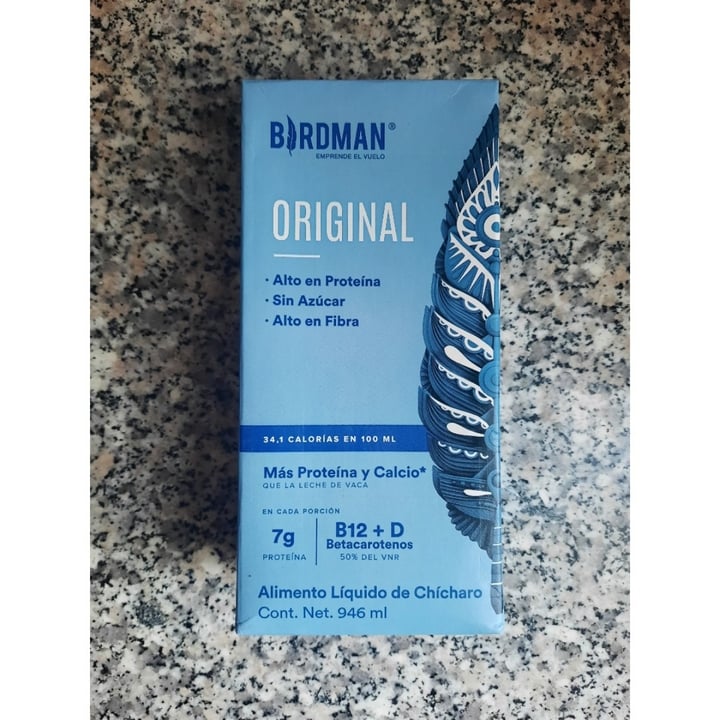 BIRDMAN®
EMPRENDE EL VUELO
ORIGINAL
· Alto en Proteína
· Sin Azúcar
· Alto en Fibra
34,1 CALORÍAS EN 100 ML
Más Proteína y Calcio*
QUE LA LECHE DE VACA
EN CADA PORCIÓN
7g
PROTEÍNA
B12 + D
Betacarotenos
50% DEL VNR
Alimento Líquido de Chícharo
Cont. Net. 946 ml